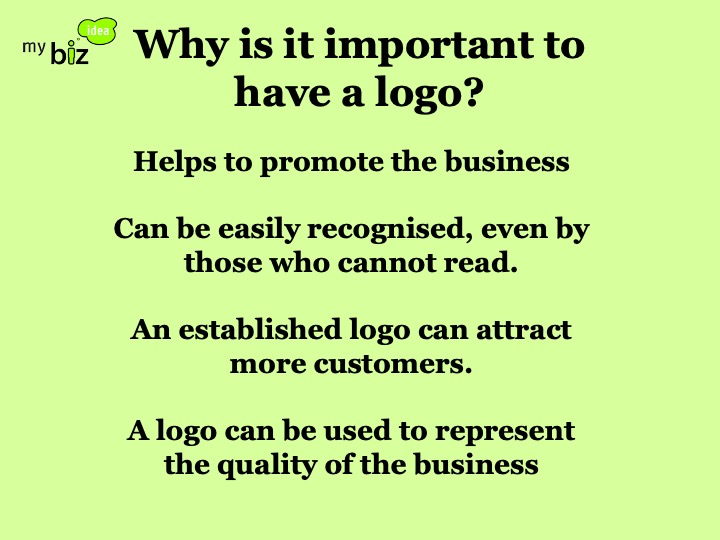 my biz idea
Why is it important to
have a logo?
Helps to promote the business
Can be easily recognised, even by
those who cannot read.
An established logo can attract
more customers.
A logo can be used to represent
the quality of the business